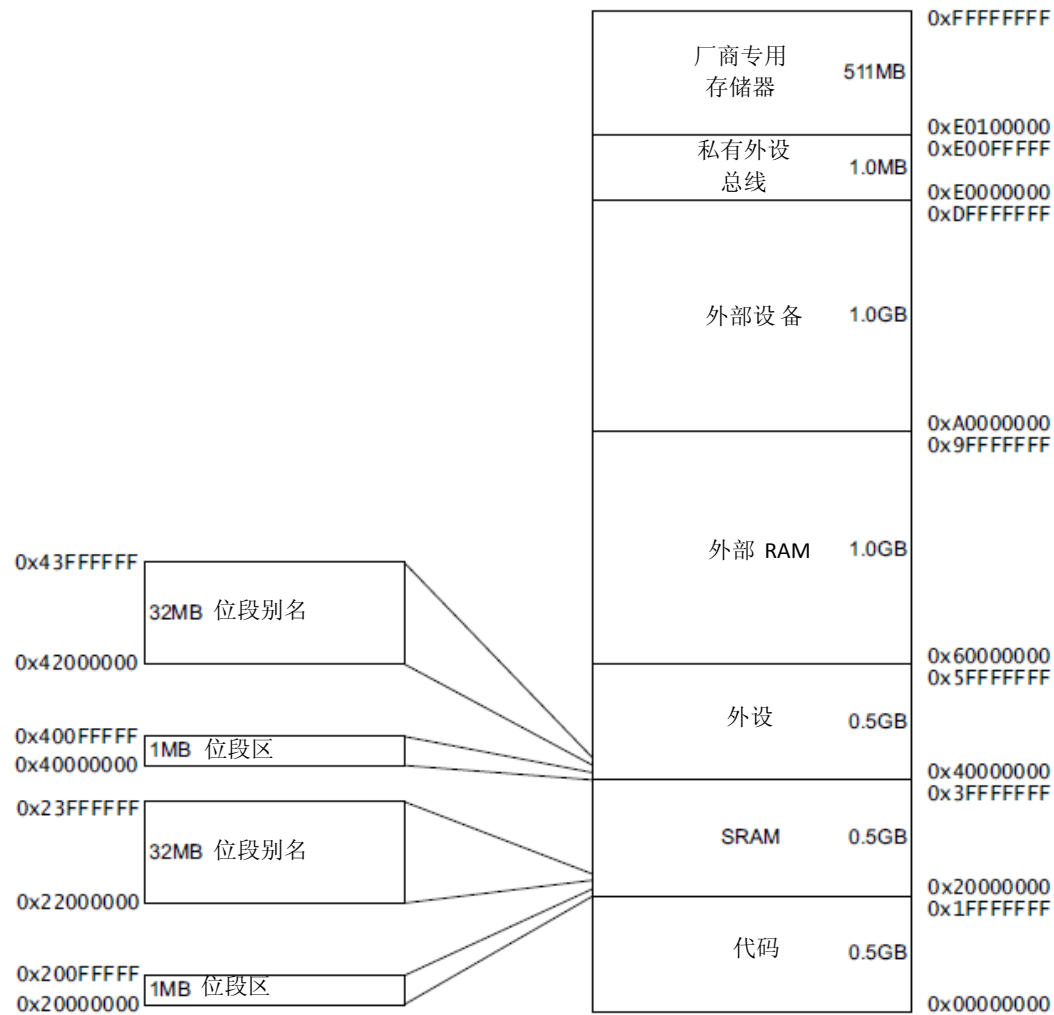 0xFFFFFFFF
厂商专用
存储器
511MB
0xE0100000
0xE00FFFFF
私有外设
总线
1.0MB
0xE0000000
0xDFFFFFFF
外部设备 1.0GB
0xA0000000
0x9FFFFFFF
外部 RAM 1.0GB
0x60000000
0x5FFFFFFF
外设 0.5GB
0x40000000
0x3FFFFFFF
SRAM 0.5GB
0x20000000
0x1FFFFFFF
代码 0.5GB
0x00000000
0x43FFFFFF
32MB 位段别名
0x42000000
0x400FFFFF
1MB 位段区
0x40000000
0x23FFFFFF
32MB 位段别名
0x22000000
0x200FFFFF
1MB 位段区
0x20000000